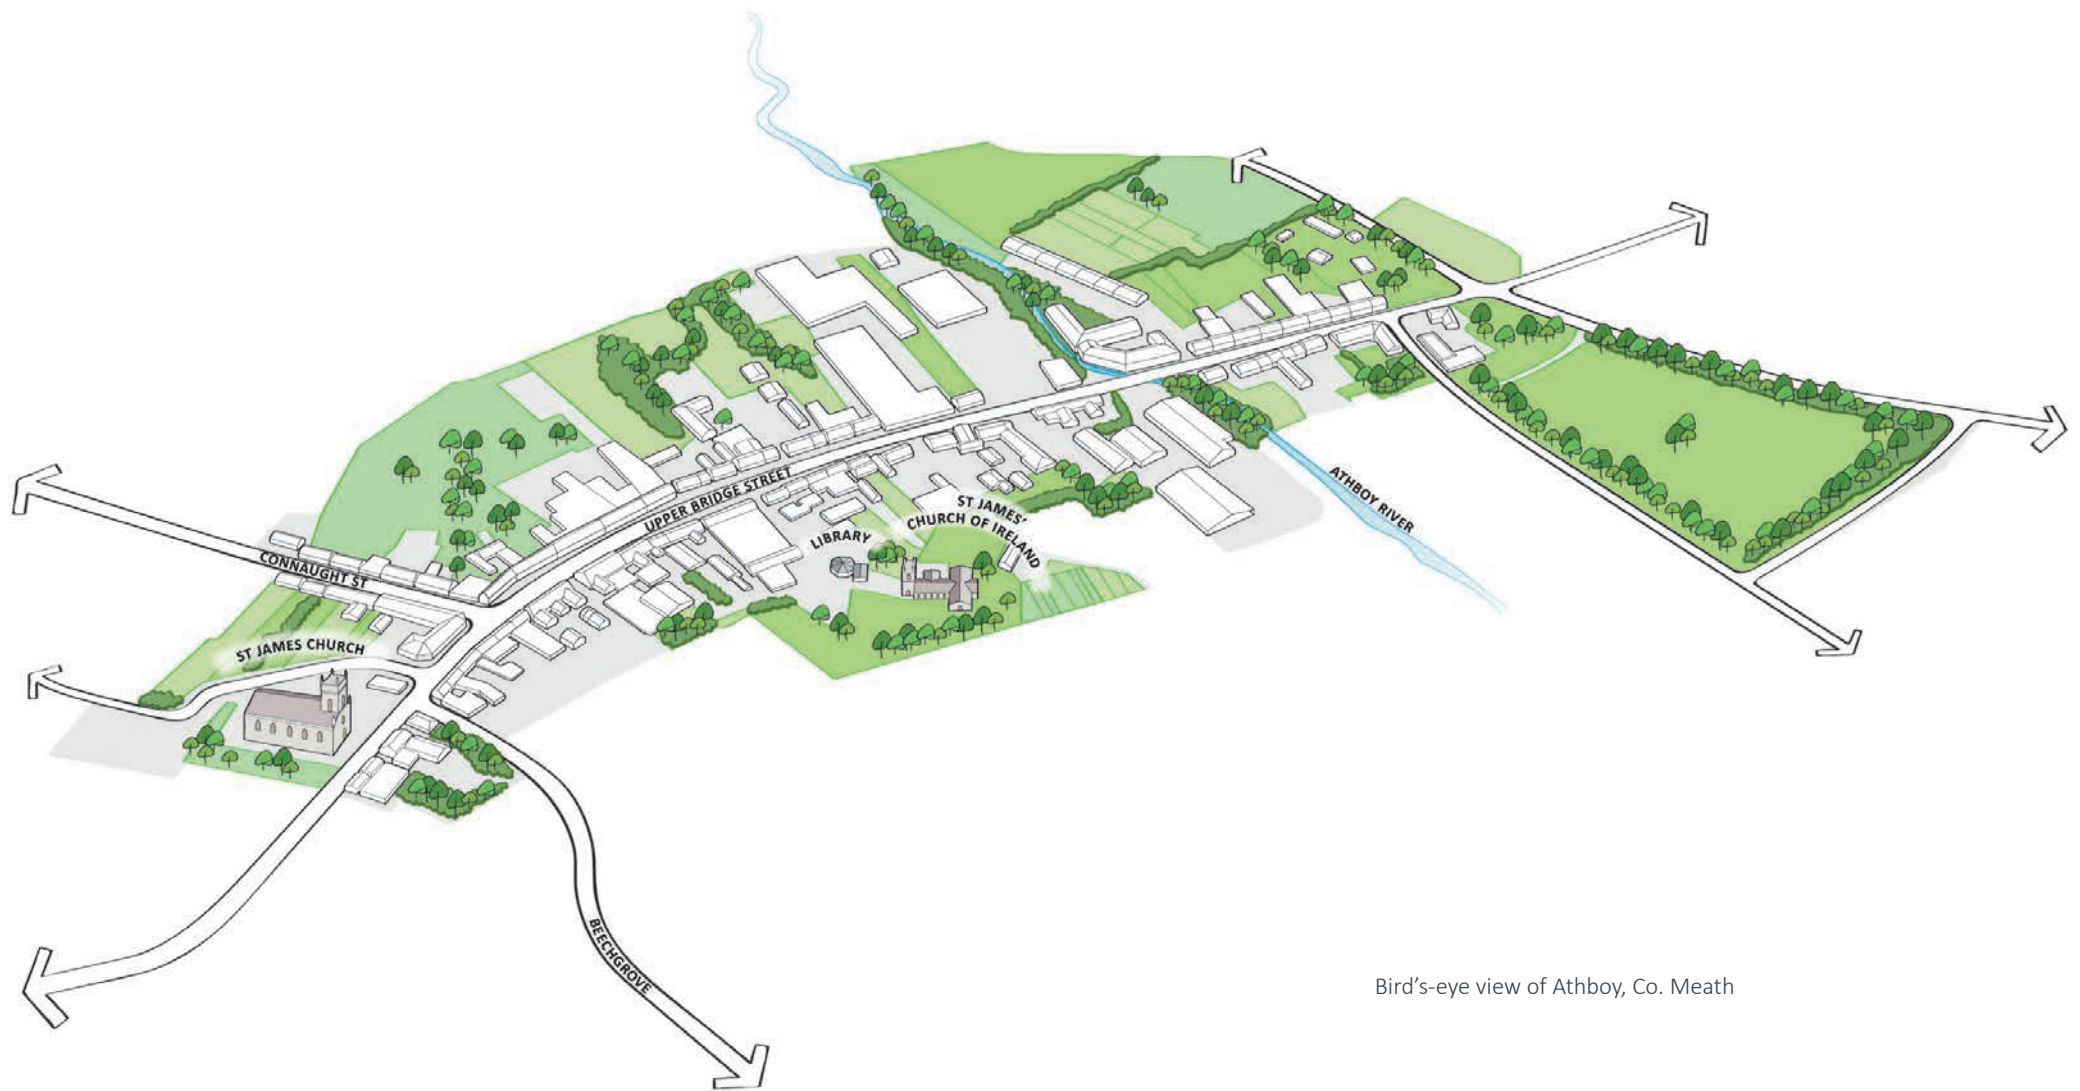 ATHBOY RIVER
UPPER BRIDGE STREET
ST JAMES'
CHURCH OF IRELAND
LIBRARY
CONNAUGHT ST
ST JAMES CHURCH
BEECHGROVE
Bird’s-eye view of Athboy, Co. Meath